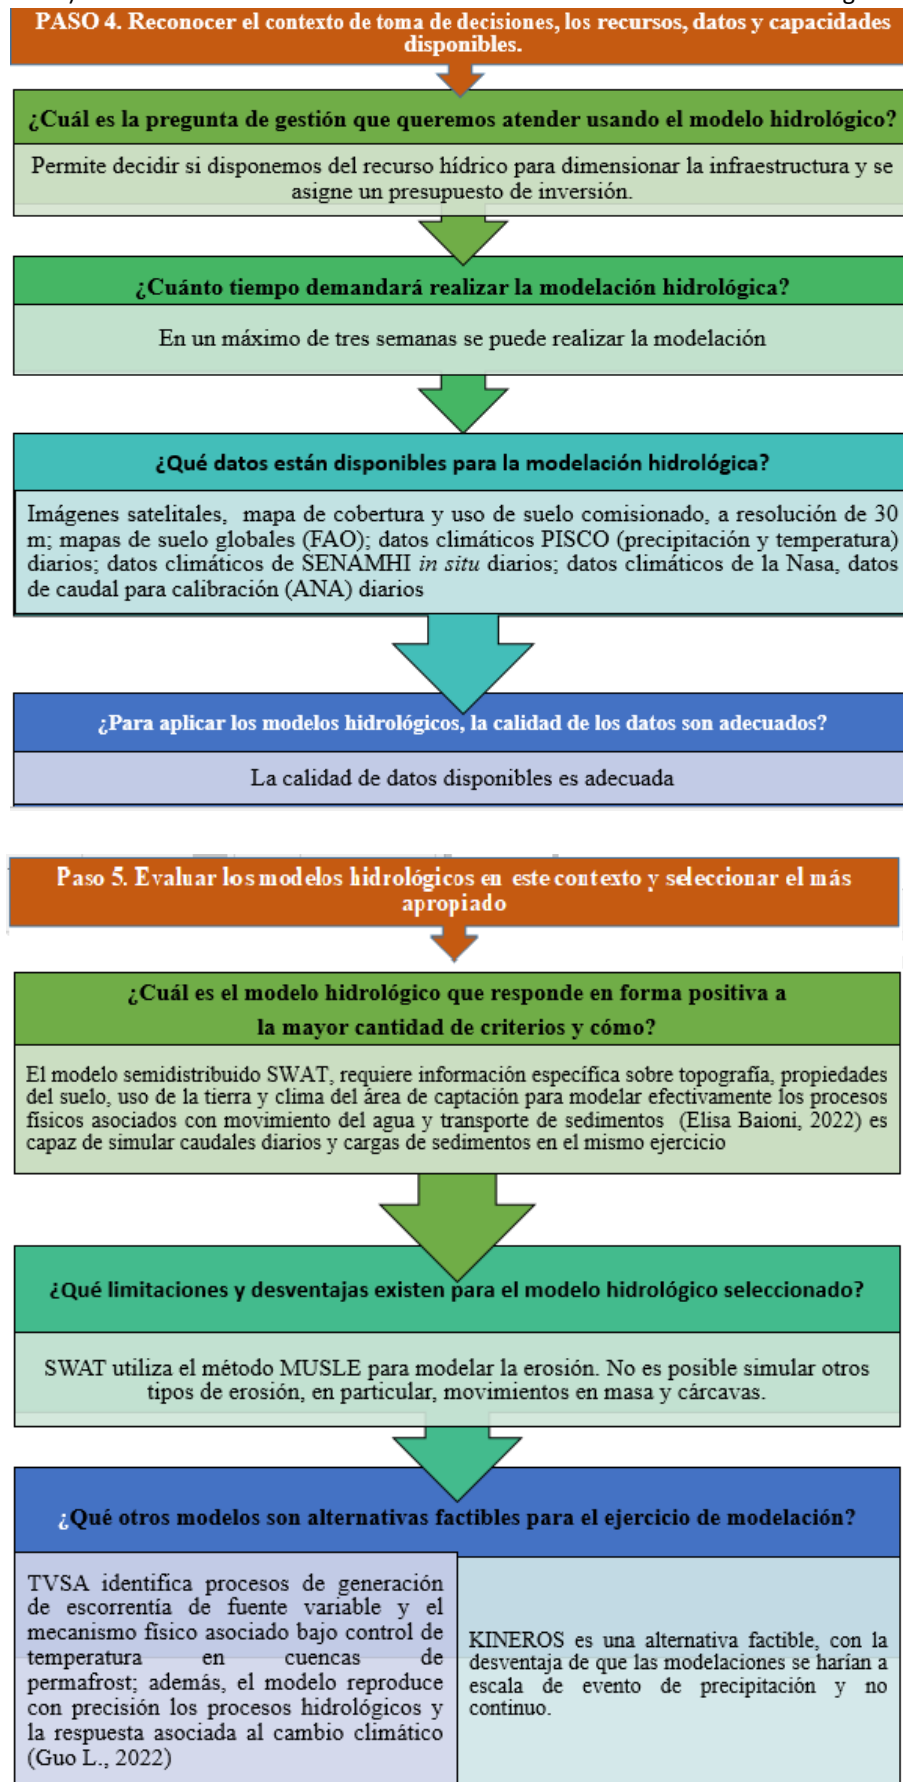 PASO 4. Reconocer el contexto de toma de decisiones, los recursos, datos y capacidades
disponibles.
¿Cuál es la pregunta de gestión que queremos atender usando el modelo hidrológico?
Permite decidir si disponemos del recurso hídrico para dimensionar la infraestructura y se
asigne un presupuesto de inversión.
¿Cuánto tiempo demandará realizar la modelación hidrológica?
En un máximo de tres semanas se puede realizar la modelación
¿Qué datos están disponibles para la modelación hidrológica?
Imágenes satelitales, mapa de cobertura y uso de suelo comisionado, a resolución de 30
m; mapas de suelo globales (FAO); datos climáticos PISCO (precipitación y temperatura)
diarios; datos climáticos de SENAMHI in situ diarios; datos climáticos de la Nasa, datos
de caudal para calibración (ANA) diarios
¿Para aplicar los modelos hidrológicos, la calidad de los datos son adecuados?
La calidad de datos disponibles es adecuada
Paso 5. Evaluar los modelos hidrológicos en este contexto y seleccionar el más
apropiado
¿Cuál es el modelo hidrológico que responde en forma positiva a
la mayor cantidad de criterios y cómo?
El modelo semidistribuido SWAT, requiere información específica sobre topografía, propiedades
del suelo, uso de la tierra y clima del área de captación para modelar efectivamente los procesos
físicos asociados con movimiento del agua y transporte de sedimentos (Elisa Baioni, 2022) es
capaz de simular caudales diarios y cargas de sedimentos en el mismo ejercicio
¿Qué limitaciones y desventajas existen para el modelo hidrológico seleccionado?
SWAT utiliza el método MUSLE para modelar la erosión. No es posible simular otros
tipos de erosión, en particular, movimientos en masa y cárcavas.
¿Qué otros modelos son alternativas factibles para el ejercicio de modelación?
TVSA identifica procesos de generación
de escorrentía de fuente variable y el
mecanismo físico asociado bajo control de
temperatura en cuencas de
permafrost; además, el modelo reproduce
con precisión los procesos hidrológicos y
la respuesta asociada al cambio climático
(Guo L., 2022)
KINEROS es una alternativa factible, con la
desventaja de que las modelaciones se harían a
escala de evento de precipitación y no
continuo.